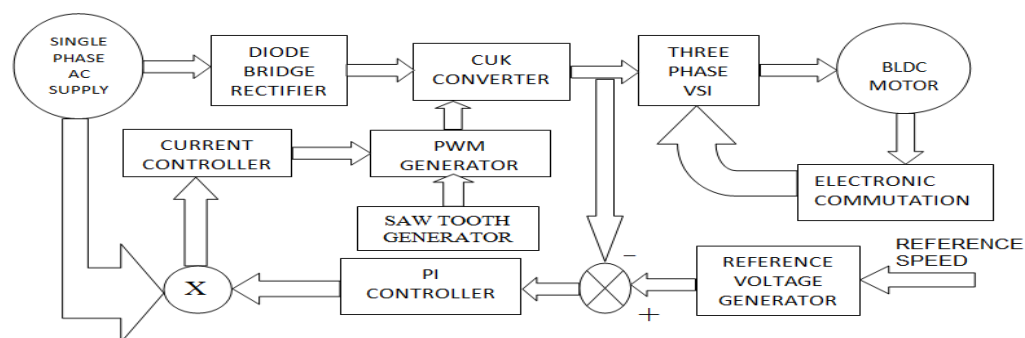 SINGLE
PHASE
AC
SUPPLY
DIODE
BRIDGE
RECTIFIER
CUK
CONVERTER
THREE
PHASE
VSI
BLDC
MOTOR
CURRENT
CONTROLLER
PWM
GENERATOR
ELECTRONIC
COMMUTATION
SAW TOOTH
GENERATOR
X
PI
CONTROLLER
−
+
REFERENCE
VOLTAGE
GENERATOR
REFERENCE
SPEED